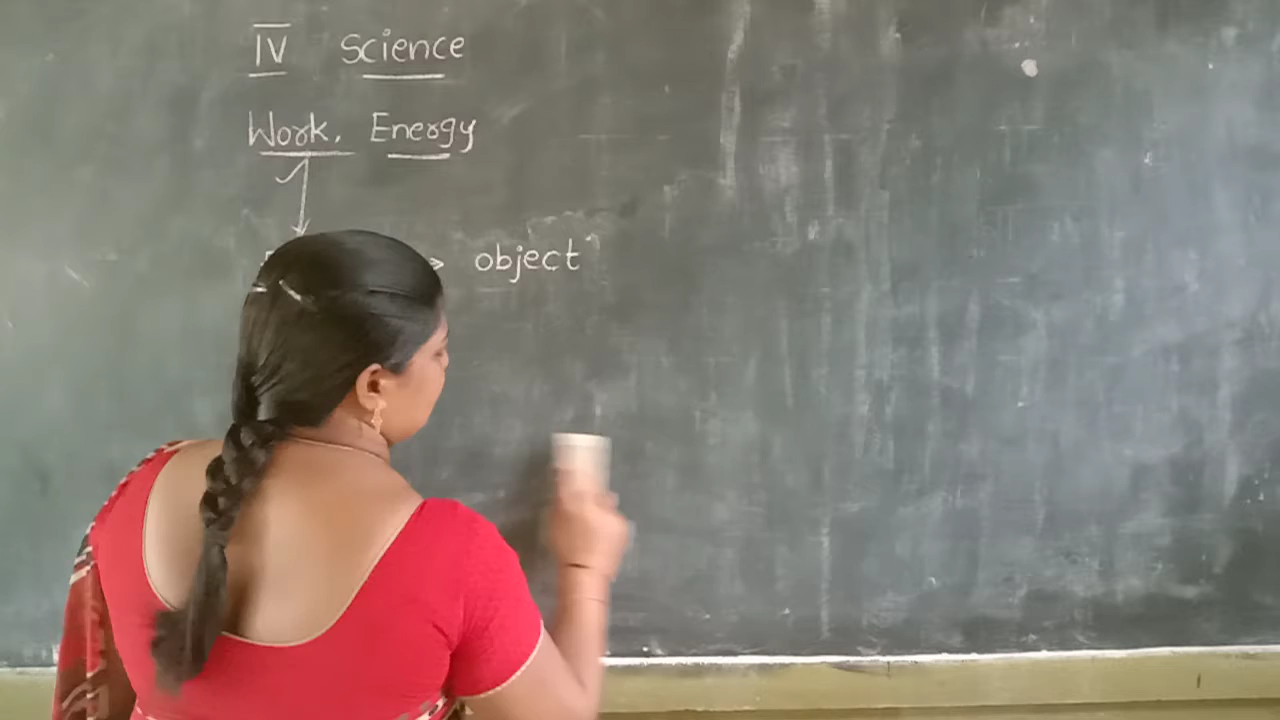 IV Science
Work, Energy
→ object